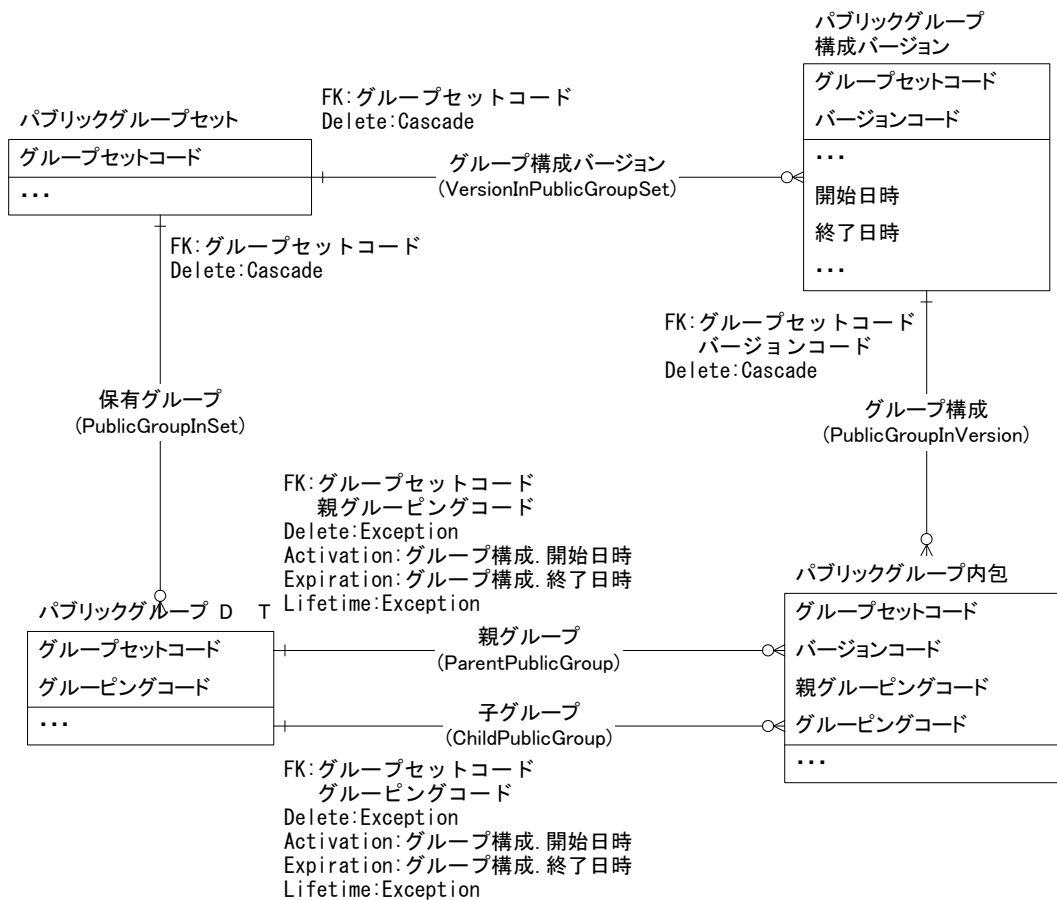 パブリックグループ
構成バージョン
グループセットコード
バージョンコード
・・・
開始日時
終了日時
・・・
FK:グループセットコード
Delete:Cascade
パブリックグループセット
グループセットコード
・・・
グループ構成バージョン
(VersionInPublicGroupSet)
FK:グループセットコード
Delete:Cascade
FK:グループセットコード
バージョンコード
Delete:Cascade
保有グループ
(PublicGroupInSet)
グループ構成
(PublicGroupInVersion)
FK:グループセットコード
親グルーピングコード
Delete:Exception
Activation:グループ構成.開始日時
Expiration:グループ構成.終了日時
Lifetime:Exception
パブリックグループ D T
グループセットコード
グルーピングコード
・・・
親グループ
(ParentPublicGroup)
子グループ
(ChildPublicGroup)
パブリックグループ内包
グループセットコード
バージョンコード
親グルーピングコード
グルーピングコード
・・・
FK:グループセットコード
グルーピングコード
Delete:Exception
Activation:グループ構成.開始日時
Expiration:グループ構成.終了日時
Lifetime:Exception